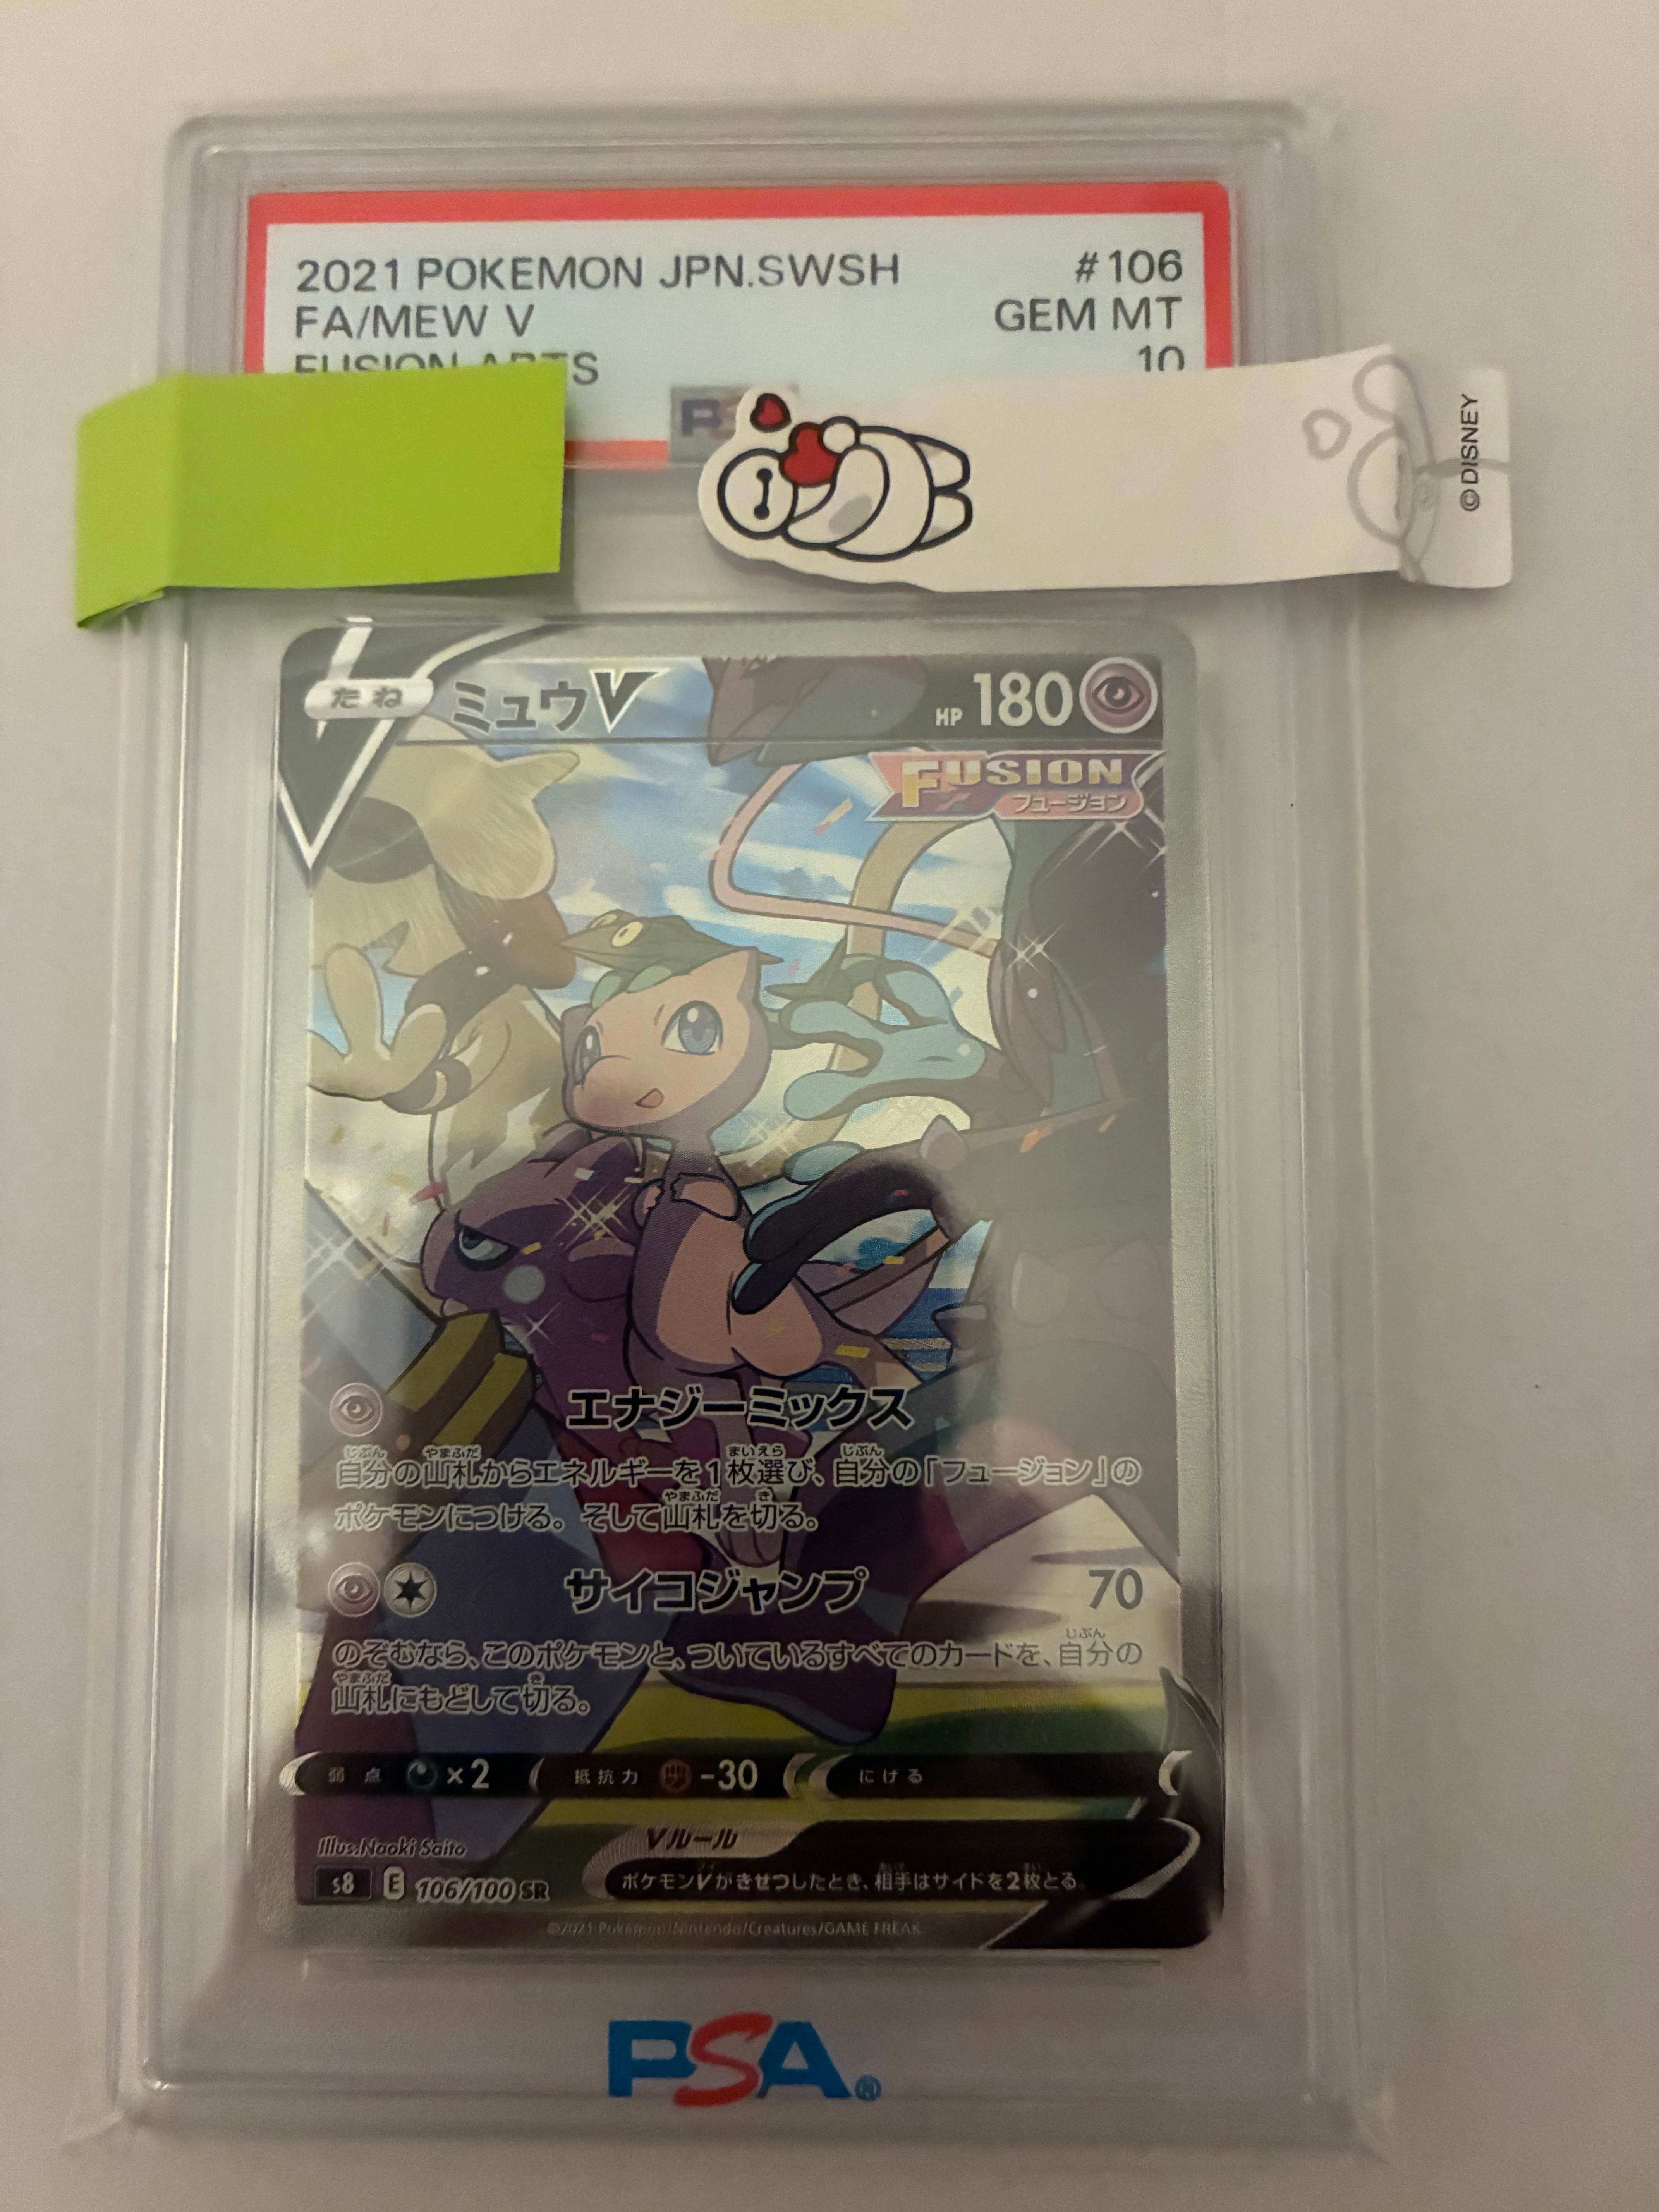 2021 POKEMON JPN.SWSH #106
FA/MEW V GEM MT
FUSION ARTS 10
©DISNEY
たね ミュウV HP 180
FUSION
フュージョン
エナジーミックス
自分の山札からエネルギーを1枚選び、自分の「フュージョン」の
ポケモンにつける。そして山札を切る。
サイコジャンプ 70
のぞむなら、このポケモンと、ついているすべてのカードを、自分の
山札にもどして切る。
弱点 ×2 抵抗力 -30 にげる
Illus.Naoki Saito
Vルール
s8 E 106/100 SR
ポケモンVがきぜつしたとき、相手はサイドを2枚とる。
©2021 Pokémon/Nintendo/Creatures/GAME FREAK
PSA®